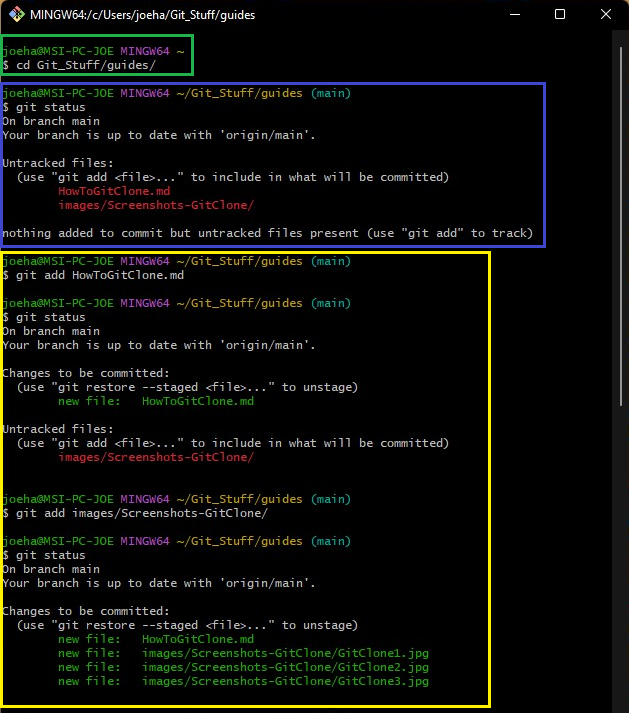 MINGW64:/c/Users/joeha/Git_Stuff/guides
joeha@MSI-PC-JOE MINGW64 ~
$ cd Git_Stuff/guides/
joeha@MSI-PC-JOE MINGW64 ~/Git_Stuff/guides (main)
$ git status
On branch main
Your branch is up to date with 'origin/main'.
Untracked files:
(use "git add <file>..." to include in what will be committed)
HowToGitClone.md
images/Screenshots-GitClone/
nothing added to commit but untracked files present (use "git add" to track)
joeha@MSI-PC-JOE MINGW64 ~/Git_Stuff/guides (main)
$ git add HowToGitClone.md
joeha@MSI-PC-JOE MINGW64 ~/Git_Stuff/guides (main)
$ git status
On branch main
Your branch is up to date with 'origin/main'.
Changes to be committed:
(use "git restore --staged <file>..." to unstage)
new file:   HowToGitClone.md
Untracked files:
(use "git add <file>..." to include in what will be committed)
images/Screenshots-GitClone/
joeha@MSI-PC-JOE MINGW64 ~/Git_Stuff/guides (main)
$ git add images/Screenshots-GitClone/
joeha@MSI-PC-JOE MINGW64 ~/Git_Stuff/guides (main)
$ git status
On branch main
Your branch is up to date with 'origin/main'.
Changes to be committed:
(use "git restore --staged <file>..." to unstage)
new file:   HowToGitClone.md
new file:   images/Screenshots-GitClone/GitClone1.jpg
new file:   images/Screenshots-GitClone/GitClone2.jpg
new file:   images/Screenshots-GitClone/GitClone3.jpg